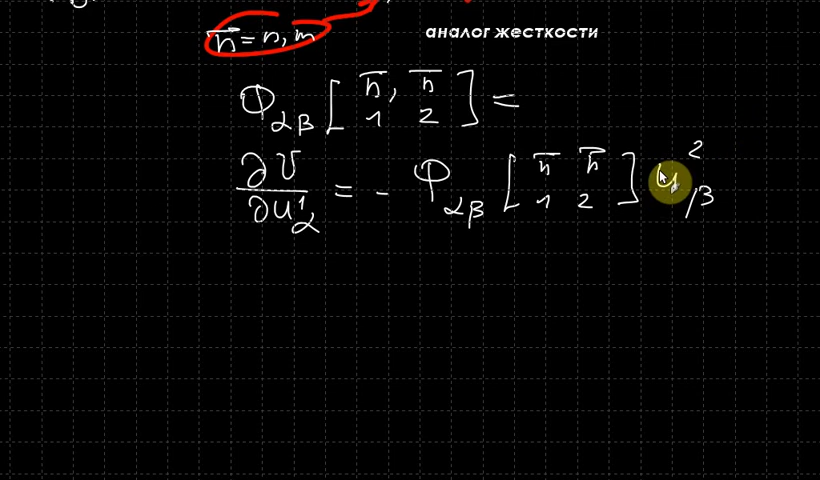 n̄ = n, m
аналог жесткости
Φαβ [ n̄, n̄ / 1 2 ] =
∂U / ∂u¹α = - Φαβ [ n̄ n̄ / 1 2 ] u²β